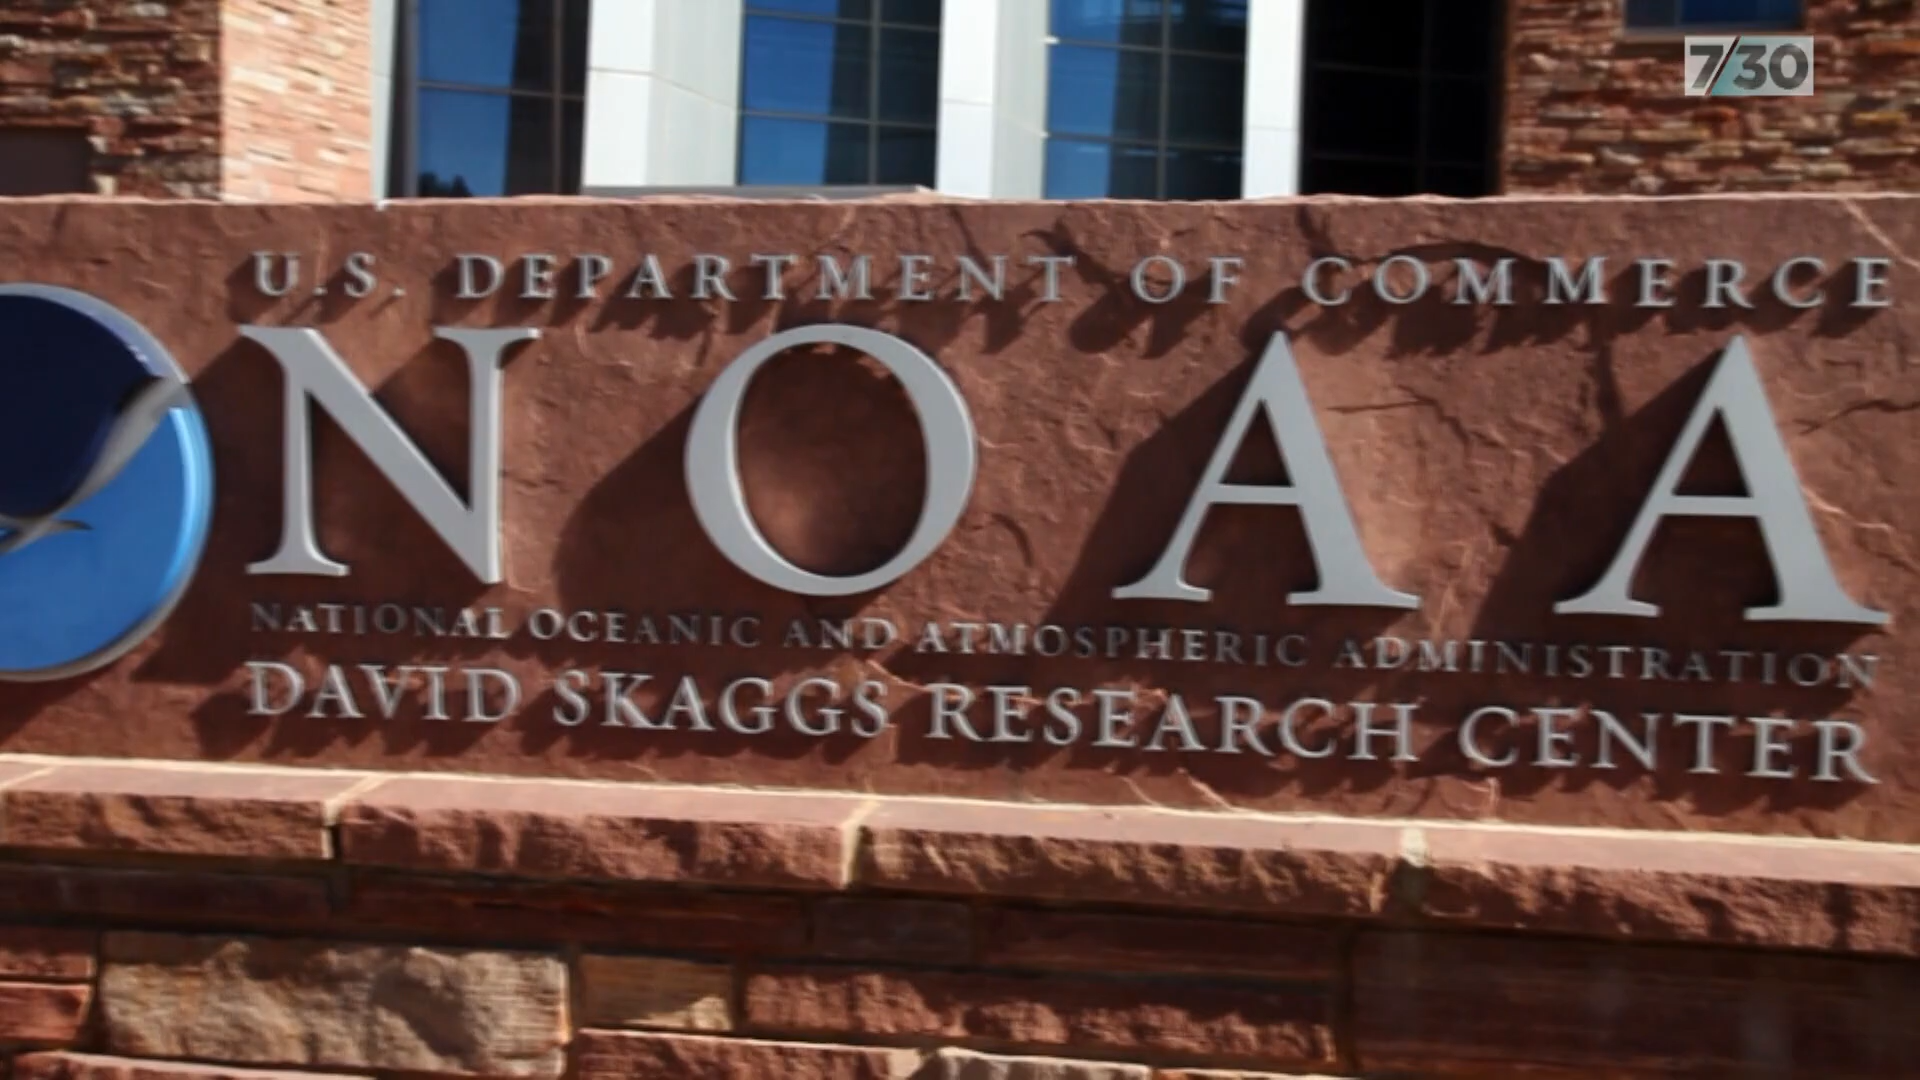 7/30
U.S. DEPARTMENT OF COMMERCE
NOAA
NATIONAL OCEANIC AND ATMOSPHERIC ADMINISTRATION
DAVID SKAGGS RESEARCH CENTER